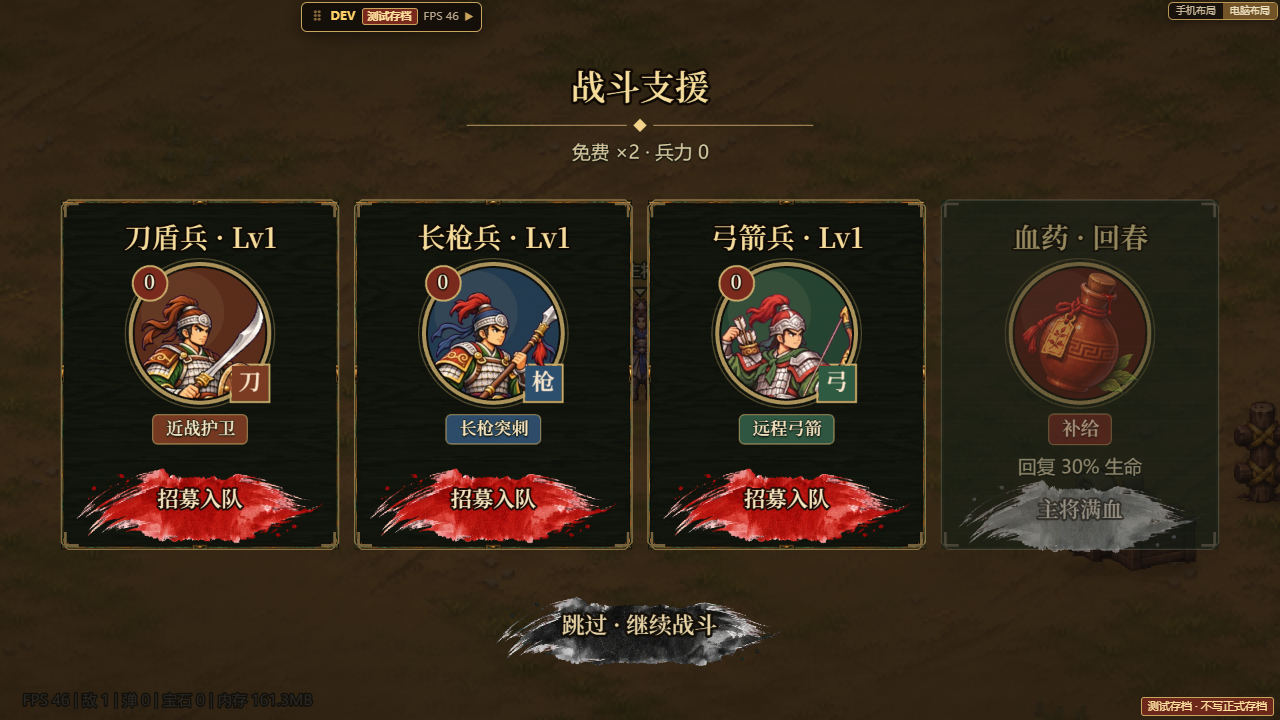 DEV 测试存档 FPS 46 ▶
手机布局 电脑布局
战斗支援
免费 ×2 · 兵力 0
刀盾兵 · Lv1
0
刀
近战护卫
招募入队
长枪兵 · Lv1
0
枪
长枪突刺
招募入队
弓箭兵 · Lv1
0
弓
远程弓箭
招募入队
血药 · 回春
补给
回复 30% 生命
主将满血
跳过 · 继续战斗
FPS 46 | 敌 1 | 弹 0 | 宝石 0 | 内存 161.3MB
测试存档 · 不写正式存档